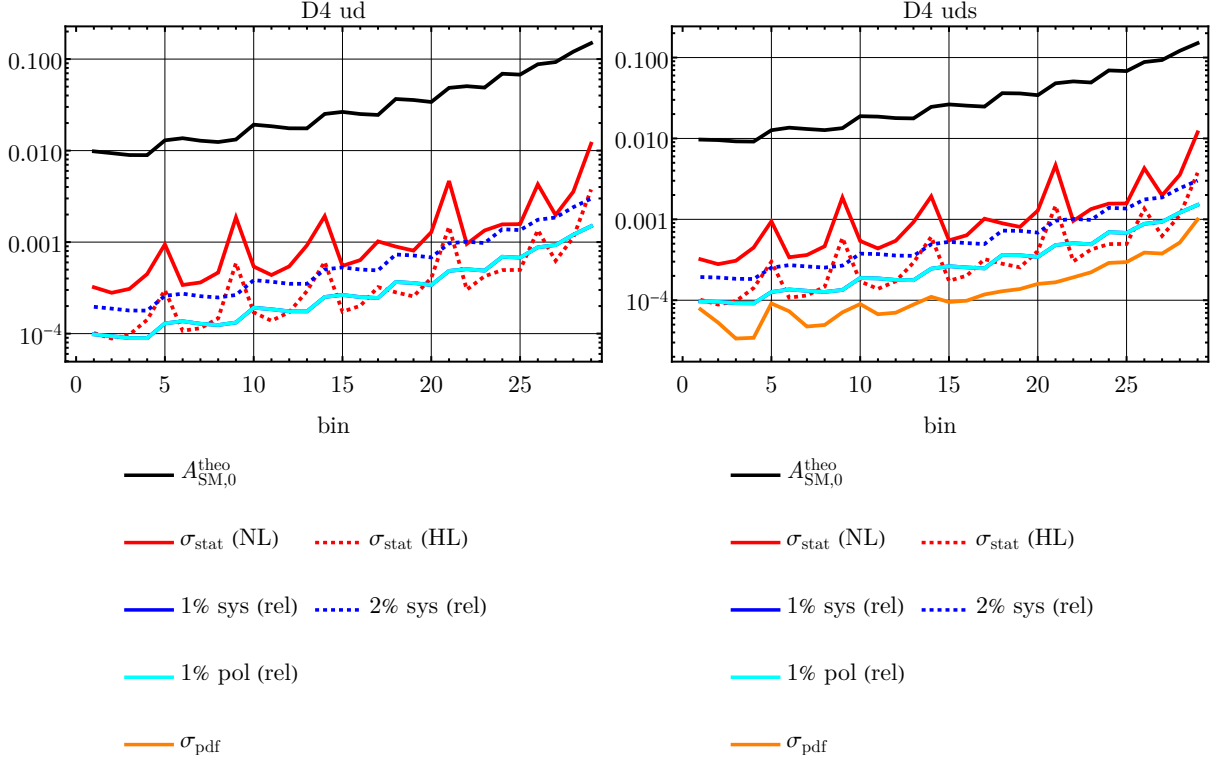 D4 ud
0.100
0.010
0.001
10⁻⁴
0 5 10 15 20 25
bin
A^theo_SM,0
σ_stat (NL) σ_stat (HL)
1% sys (rel) 2% sys (rel)
1% pol (rel)
σ_pdf
D4 uds
0.100
0.010
0.001
10⁻⁴
0 5 10 15 20 25
bin
A^theo_SM,0
σ_stat (NL) σ_stat (HL)
1% sys (rel) 2% sys (rel)
1% pol (rel)
σ_pdf